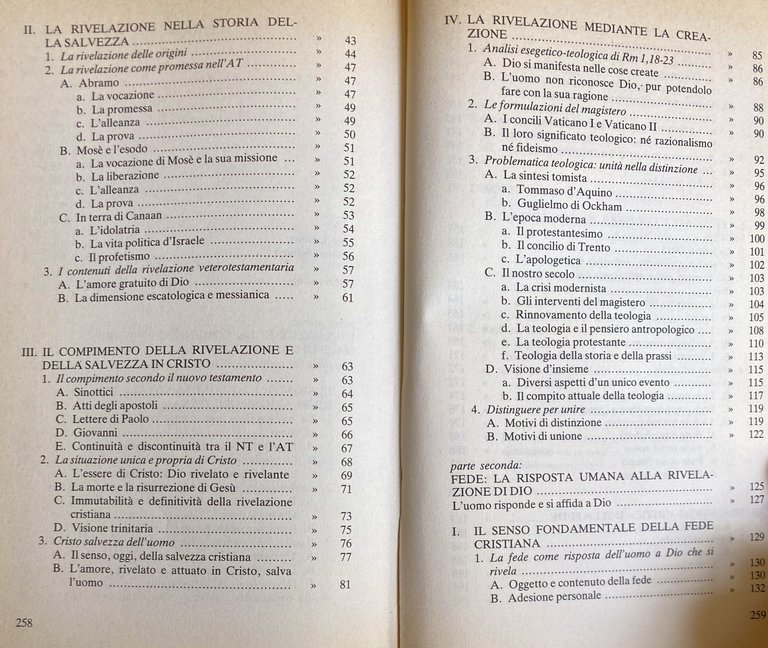 II. LA RIVELAZIONE NELLA STORIA DEL-
LA SALVEZZA .......... » 43
1. La rivelazione delle origini .......... » 44
2. La rivelazione come promessa nell'AT .......... » 47
A. Abramo .......... » 47
a. La vocazione .......... » 47
b. La promessa .......... » 49
c. L'alleanza .......... » 49
d. La prova .......... » 50
B. Mosè e l'esodo .......... » 51
a. La vocazione di Mosè e la sua missione ... » 51
b. La liberazione .......... » 52
c. L'alleanza .......... » 52
d. La prova .......... » 52
C. In terra di Canaan .......... » 53
a. L'idolatria .......... » 54
b. La vita politica d'Israele .......... » 55
c. Il profetismo .......... » 56
3. I contenuti della rivelazione veterotestamentaria » 57
A. L'amore gratuito di Dio .......... » 57
B. La dimensione escatologica e messianica ..... » 61
III. IL COMPIMENTO DELLA RIVELAZIONE E
DELLA SALVEZZA IN CRISTO .......... » 63
1. Il compimento secondo il nuovo testamento ....... » 63
A. Sinottici .......... » 64
B. Atti degli apostoli .......... » 65
C. Lettere di Paolo .......... » 65
D. Giovanni .......... » 66
E. Continuità e discontinuità tra il NT e l'AT » 67
2. La situazione unica e propria di Cristo .......... » 68
A. L'essere di Cristo: Dio rivelato e rivelante » 69
B. La morte e la risurrezione di Gesù .......... » 71
C. Immutabilità e definitività della rivelazione
cristiana .......... » 73
D. Visione trinitaria .......... » 75
3. Cristo salvezza dell'uomo .......... » 76
A. Il senso, oggi, della salvezza cristiana .......... » 77
B. L'amore, rivelato e attuato in Cristo, salva
l'uomo .......... » 81
258
IV. LA RIVELAZIONE MEDIANTE LA CREA-
ZIONE .......... » 85
1. Analisi esegetico-teologica di Rm 1,18-23 .......... » 86
A. Dio si manifesta nelle cose create .......... » 86
B. L'uomo non riconosce Dio, pur potendolo
fare con la sua ragione .......... » 88
2. Le formulazioni del magistero .......... » 90
A. I concili Vaticano I e Vaticano II .......... » 90
B. Il loro significato teologico: né razionalismo
né fideismo .......... » 92
3. Problematica teologica: unità nella distinzione ... » 95
A. La sintesi tomista .......... » 96
a. Tommaso d'Aquino .......... » 96
b. Guglielmo di Ockham .......... » 98
B. L'epoca moderna .......... » 99
a. Il protestantesimo .......... » 100
b. Il concilio di Trento .......... » 101
c. L'apologetica .......... » 102
C. Il nostro secolo .......... » 103
a. La crisi modernista .......... » 103
b. Gli interventi del magistero .......... » 104
c. Rinnovamento della teologia .......... » 105
d. La teologia e il pensiero antropologico ... » 108
e. La teologia protestante .......... » 110
f. Teologia della storia e della prassi .......... » 113
D. Visione d'insieme .......... » 115
a. Diversi aspetti d'un unico evento .......... » 115
b. Il compito attuale della teologia .......... » 117
4. Distinguere per unire .......... » 119
A. Motivi di distinzione .......... » 119
B. Motivi di unione .......... » 122
parte seconda:
FEDE: LA RISPOSTA UMANA ALLA RIVELA-
ZIONE DI DIO .......... » 125
L'uomo risponde e si affida a Dio .......... » 127
I. IL SENSO FONDAMENTALE DELLA FEDE
CRISTIANA .......... » 129
1. La fede come risposta dell'uomo a Dio che si
rivela .......... » 130
A. Oggetto e contenuto della fede .......... » 130
B. Adesione personale .......... » 132
259